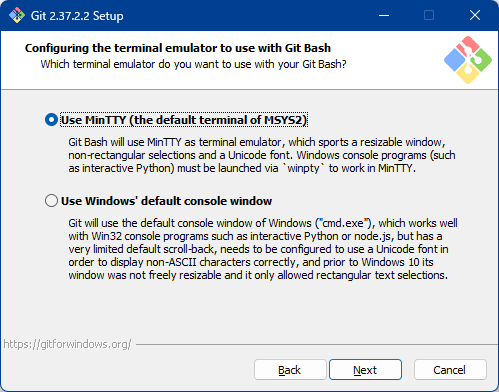 Git 2.37.2.2 Setup
Configuring the terminal emulator to use with Git Bash
Which terminal emulator do you want to use with your Git Bash?
Use MinTTY (the default terminal of MSYS2)
Git Bash will use MinTTY as terminal emulator, which sports a resizable window,
non-rectangular selections and a Unicode font. Windows console programs (such
as interactive Python) must be launched via `winpty` to work in MinTTY.
Use Windows' default console window
Git will use the default console window of Windows ("cmd.exe"), which works well
with Win32 console programs such as interactive Python or node.js, but has a
very limited default scroll-back, needs to be configured to use a Unicode font in
order to display non-ASCII characters correctly, and prior to Windows 10 its
window was not freely resizable and it only allowed rectangular text selections.
https://gitforwindows.org/
Back
Next
Cancel